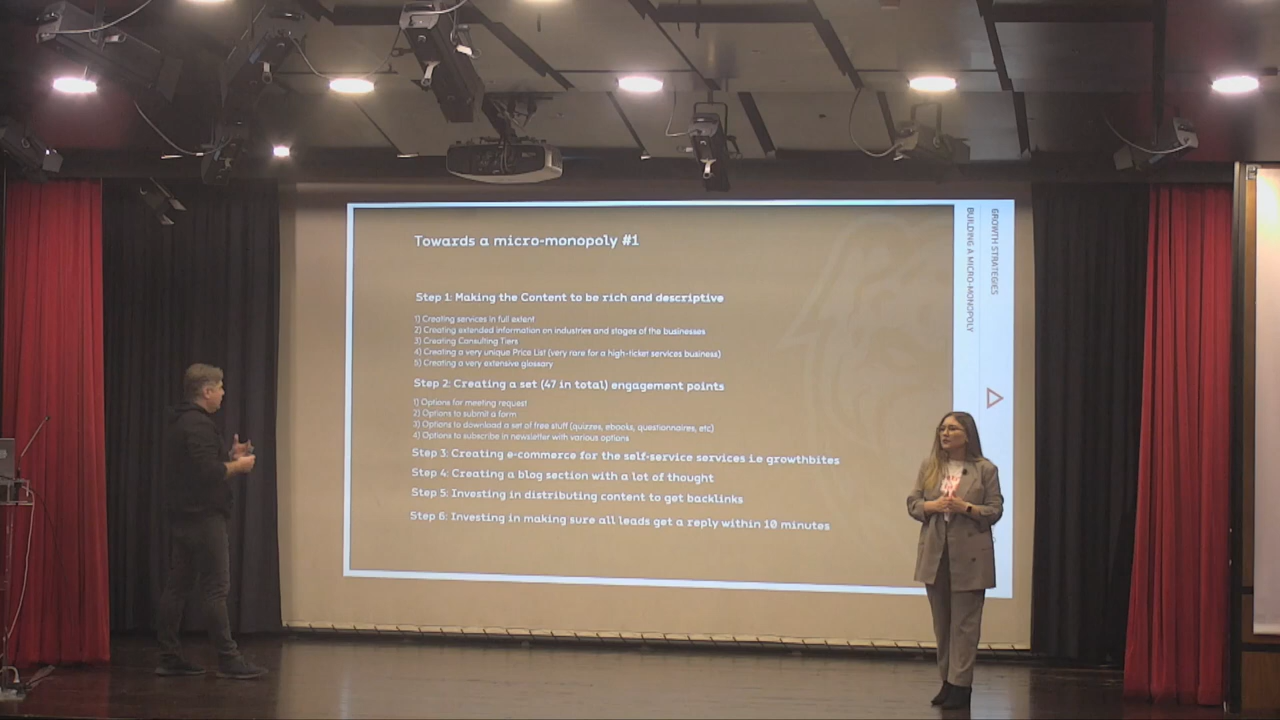 Towards a micro-monopoly #1
Step 1: Making the Content to be rich and descriptive
1) Creating services in full extent
2) Creating extended information on industries and stages of the businesses
3) Creating Consulting Tiers
4) Creating a very unique Price List (very rare for a high-ticket services business)
5) Creating a very extensive glossary
Step 2: Creating a set (47 in total) engagement points
1) Options for meeting request
2) Options to submit a form
3) Options to download a set of free stuff (quizzes, ebooks, questionnaires, etc)
4) Options to subscribe in newsletter with various options
Step 3: Creating e-commerce for the self-service services i.e growthbites
Step 4: Creating a blog section with a lot of thought
Step 5: Investing in distributing content to get backlinks
Step 6: Investing in making sure all leads get a reply within 10 minutes
GROWTH STRATEGIES
BUILDING A MICRO-MONOPOLY